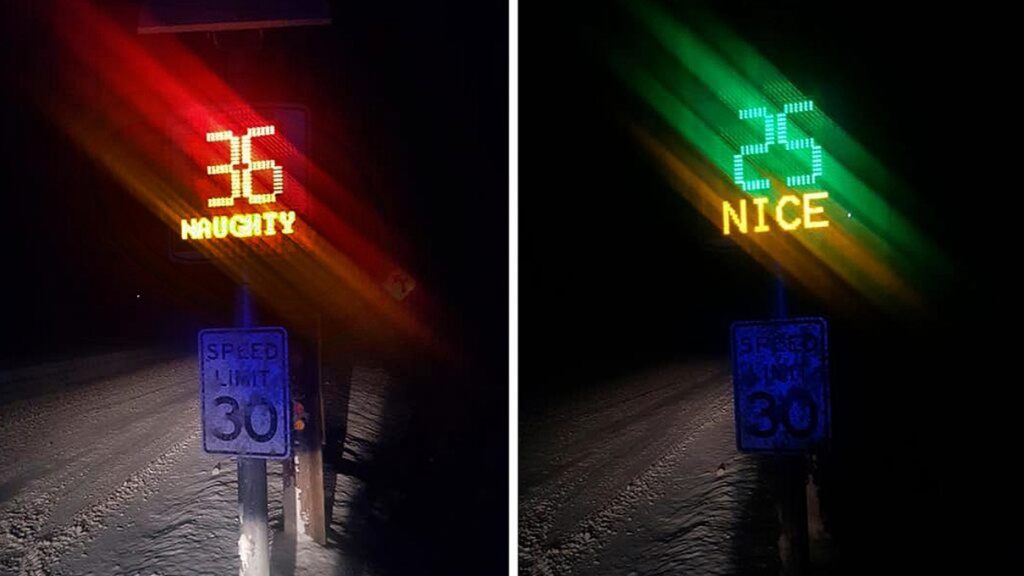 36
NAUGHTY
SPEED
LIMIT
30
25
NICE
SPEED
LIMIT
30